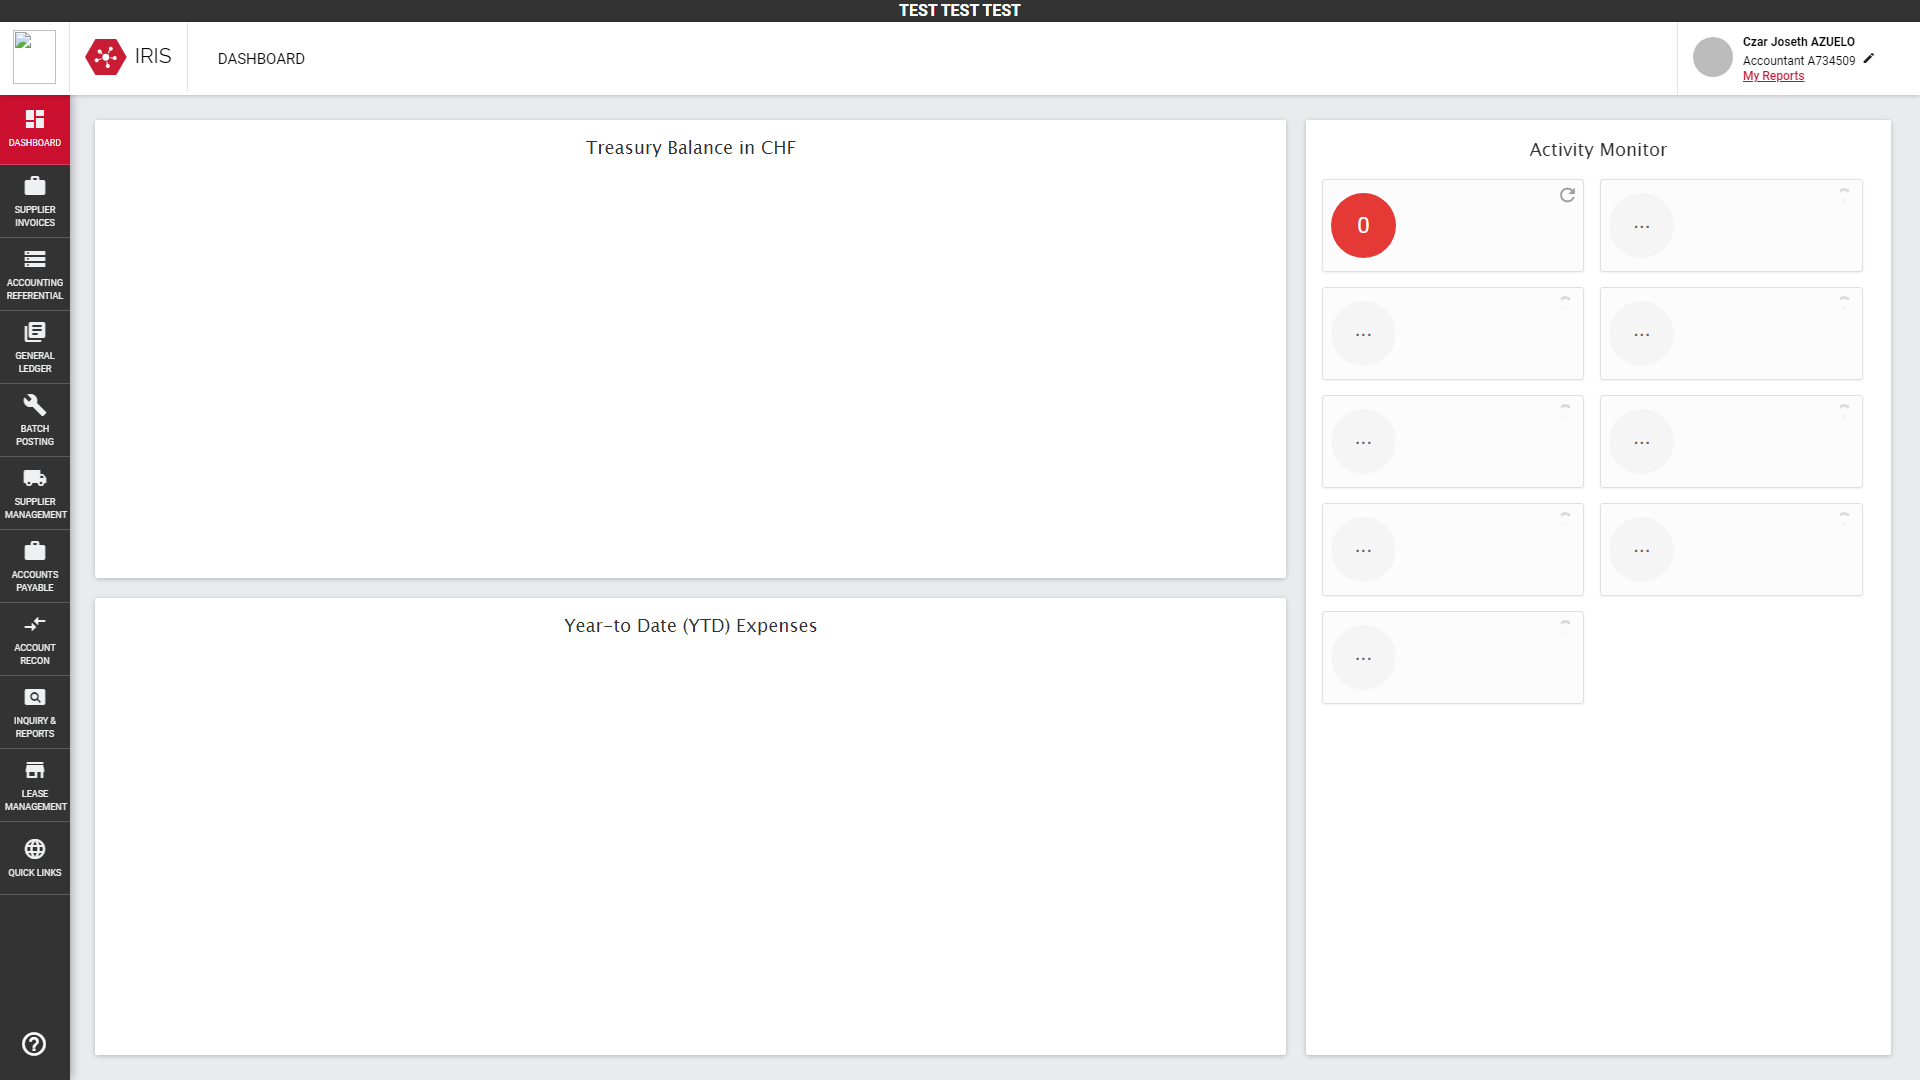 TEST TEST TEST
IRIS
DASHBOARD
Czar Joseth AZUELO
Accountant A734509
My Reports
DASHBOARD
SUPPLIER
INVOICES
ACCOUNTING
REFERENTIAL
GENERAL
LEDGER
BATCH
POSTING
SUPPLIER
MANAGEMENT
ACCOUNTS
PAYABLE
ACCOUNT
RECON
INQUIRY &
REPORTS
LEASE
MANAGEMENT
QUICK LINKS
Treasury Balance in CHF
Year-to Date (YTD) Expenses
Activity Monitor
0
...
...
...
...
...
...
...
...